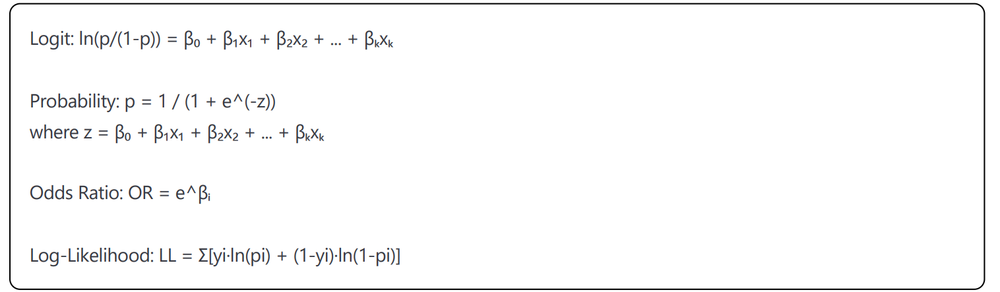 Logit: ln(p/(1-p)) = β₀ + β₁x₁ + β₂x₂ + ... + βₖxₖ
Probability: p = 1 / (1 + e^(-z))
where z = β₀ + β₁x₁ + β₂x₂ + ... + βₖxₖ
Odds Ratio: OR = e^βᵢ
Log-Likelihood: LL = Σ[yi·ln(pi) + (1-yi)·ln(1-pi)]